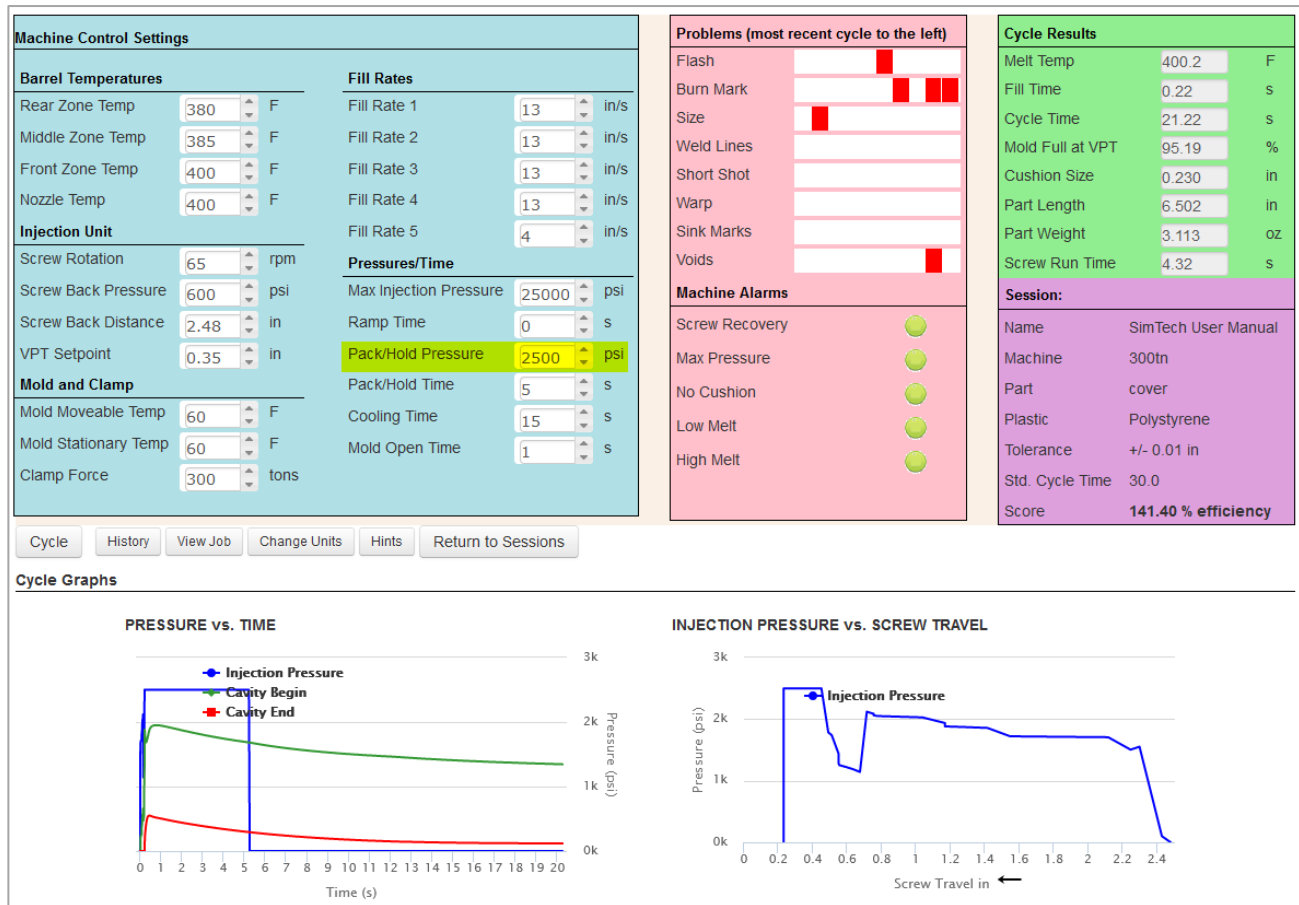 Machine Control Settings
Barrel Temperatures
Rear Zone Temp 380 F
Middle Zone Temp 385 F
Front Zone Temp 400 F
Nozzle Temp 400 F
Injection Unit
Screw Rotation 65 rpm
Screw Back Pressure 600 psi
Screw Back Distance 2.48 in
VPT Setpoint 0.35 in
Mold and Clamp
Mold Moveable Temp 60 F
Mold Stationary Temp 60 F
Clamp Force 300 tons
Fill Rates
Fill Rate 1 13 in/s
Fill Rate 2 13 in/s
Fill Rate 3 13 in/s
Fill Rate 4 13 in/s
Fill Rate 5 4 in/s
Pressures/Time
Max Injection Pressure 25000 psi
Ramp Time 0 s
Pack/Hold Pressure 2500 psi
Pack/Hold Time 5 s
Cooling Time 15 s
Mold Open Time 1 s
Problems (most recent cycle to the left)
Flash
Burn Mark
Size
Weld Lines
Short Shot
Warp
Sink Marks
Voids
Machine Alarms
Screw Recovery
Max Pressure
No Cushion
Low Melt
High Melt
Cycle Results
Melt Temp 400.2 F
Fill Time 0.22 s
Cycle Time 21.22 s
Mold Full at VPT 95.19 %
Cushion Size 0.230 in
Part Length 6.502 in
Part Weight 3.113 oz
Screw Run Time 4.32 s
Session:
Name SimTech User Manual
Machine 300tn
Part cover
Plastic Polystyrene
Tolerance +/- 0.01 in
Std. Cycle Time 30.0
Score 141.40 % efficiency
Cycle History View Job Change Units Hints Return to Sessions
Cycle Graphs
PRESSURE vs. TIME
Injection Pressure
Cavity Begin
Cavity End
3k
2k
1k
0k
Pressure (psi)
0 1 2 3 4 5 6 7 8 9 10 11 12 13 14 15 16 17 18 19 20
Time (s)
INJECTION PRESSURE vs. SCREW TRAVEL
Injection Pressure
3k
2k
1k
0k
Pressure (psi)
0 0.2 0.4 0.6 0.8 1 1.2 1.4 1.6 1.8 2 2.2 2.4
Screw Travel in ←